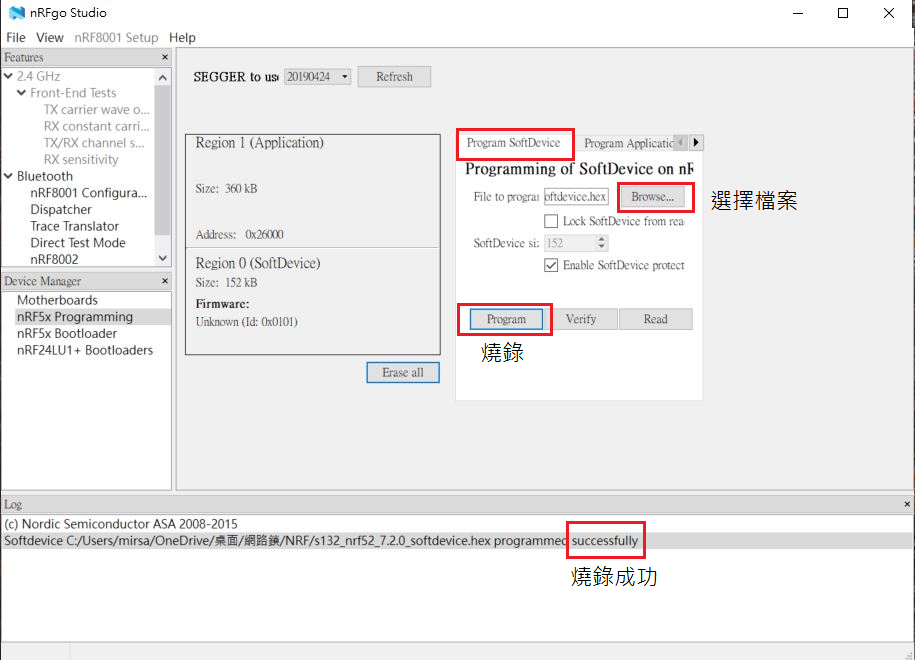 nRFgo Studio
File View nRF8001 Setup Help
Features
2.4 GHz
Front-End Tests
TX carrier wave o...
RX constant carri...
TX/RX channel s...
RX sensitivity
Bluetooth
nRF8001 Configura...
Dispatcher
Trace Translator
Direct Test Mode
nRF8002
Device Manager
Motherboards
nRF5x Programming
nRF5x Bootloader
nRF24LU1+ Bootloaders
SEGGER to use 20190424 Refresh
Region 1 (Application)
Size: 360 kB
Address: 0x26000
Region 0 (SoftDevice)
Size: 152 kB
Firmware:
Unknown (Id: 0x0101)
Erase all
Program SoftDevice Program Applicatic
Programming of SoftDevice on nR
File to program oftdevice.hex Browse... 選擇檔案
Lock SoftDevice from rea
SoftDevice si: 152
Enable SoftDevice protect
Program Verify Read
燒錄
Log
(c) Nordic Semiconductor ASA 2008-2015
Softdevice C:/Users/mirsa/OneDrive/桌面/網路鏡/NRF/s132_nrf52_7.2.0_softdevice.hex programmed successfully
燒錄成功